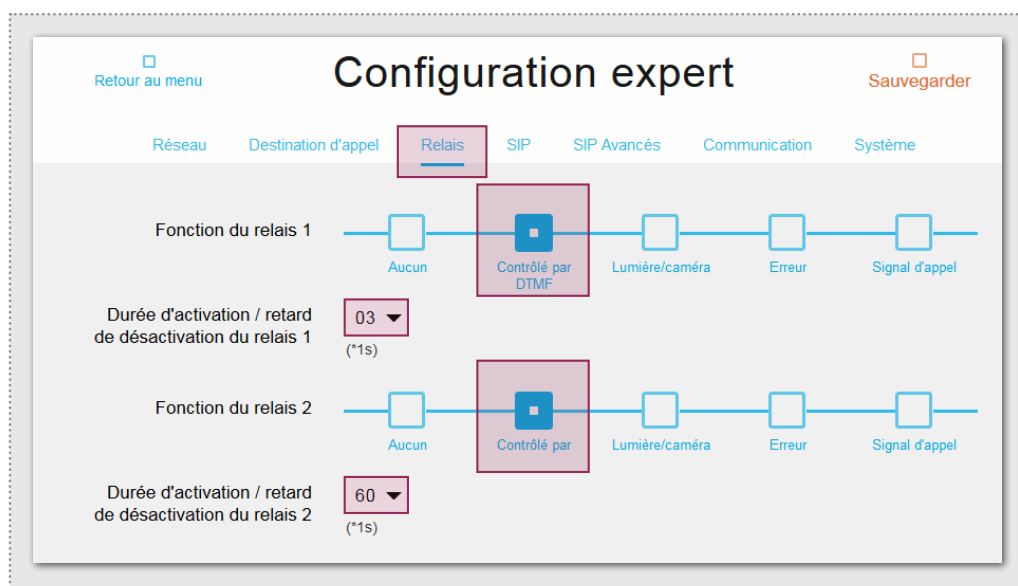 Retour au menu
Configuration expert
Sauvegarder
Réseau Destination d'appel Relais SIP SIP Avancés Communication Système
Fonction du relais 1
Aucun Contrôlé par DTMF Lumière/caméra Erreur Signal d'appel
Durée d'activation / retard
de désactivation du relais 1
03
(*1s)
Fonction du relais 2
Aucun Contrôlé par Lumière/caméra Erreur Signal d'appel
Durée d'activation / retard
de désactivation du relais 2
60
(*1s)